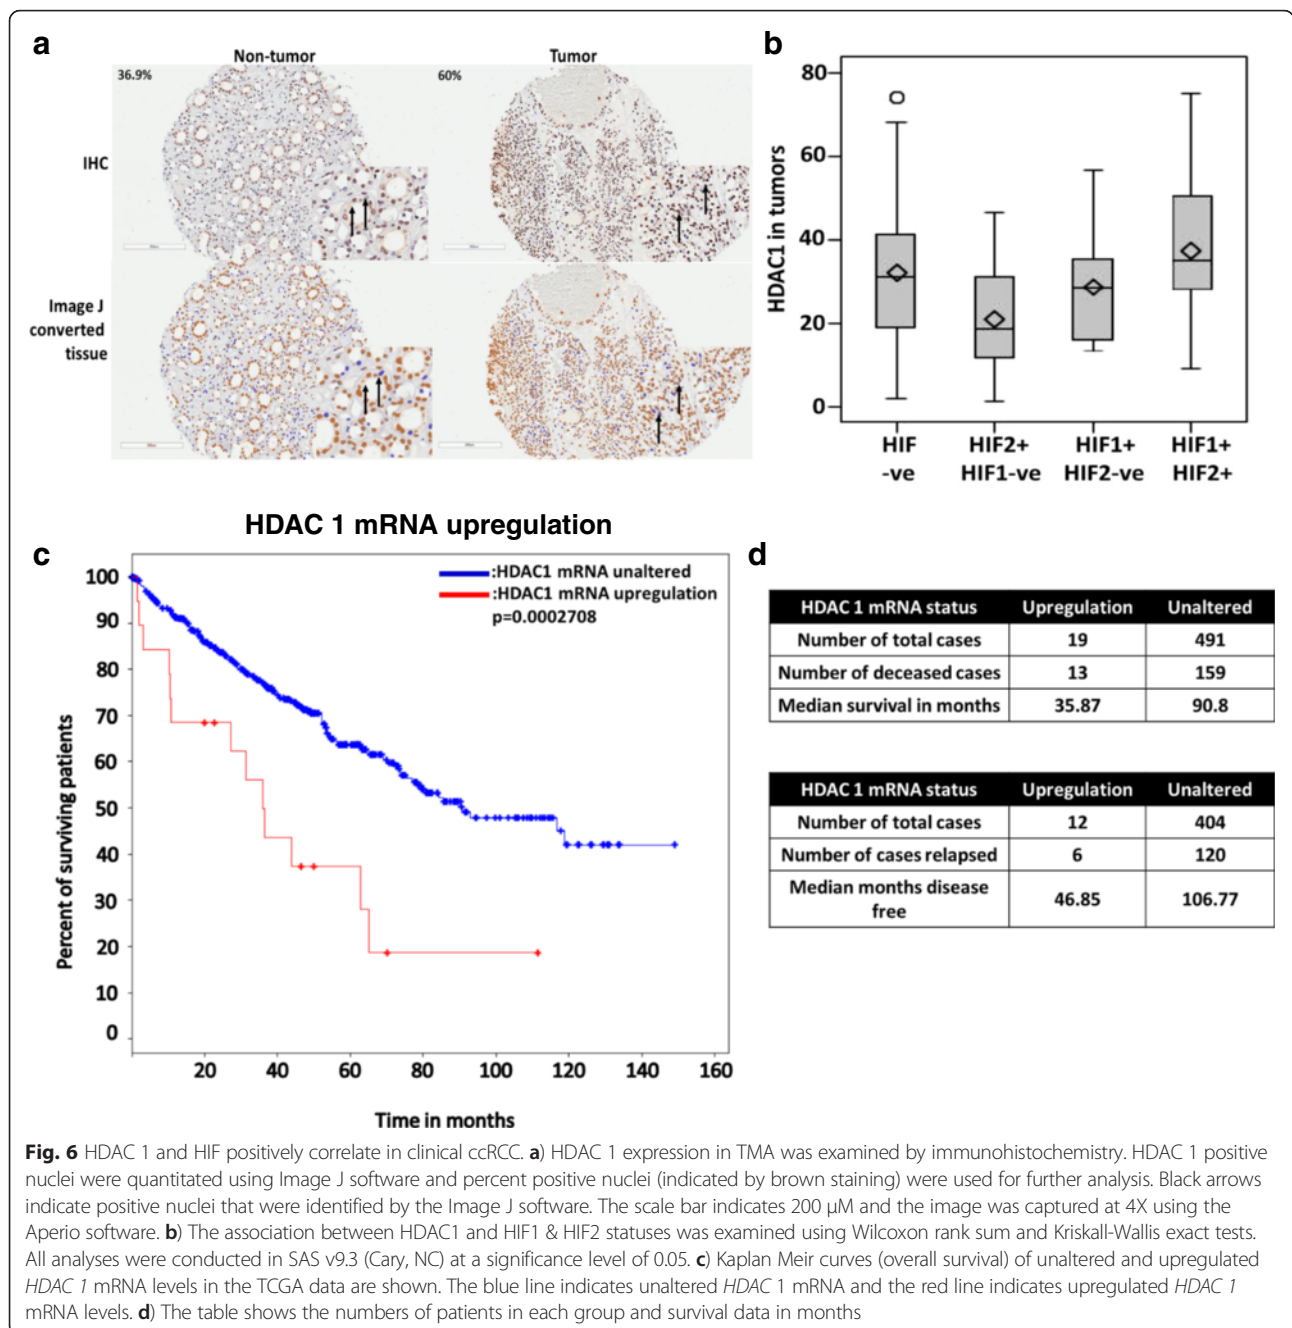 a
Non-tumor
Tumor
36.9%
60%
IHC
Image J
converted
tissue
b
HDAC1 in tumors
80
60
40
20
0
HIF
-ve
HIF2+
HIF1-ve
HIF1+
HIF2-ve
HIF1+
HIF2+
HDAC 1 mRNA upregulation
c
:HDAC1 mRNA unaltered
:HDAC1 mRNA upregulation
p=0.0002708
Percent of surviving patients
100
90
80
70
60
50
40
30
20
10
0
20 40 60 80 100 120 140 160
Time in months
d
HDAC 1 mRNA status Upregulation Unaltered
Number of total cases 19 491
Number of deceased cases 13 159
Median survival in months 35.87 90.8
HDAC 1 mRNA status Upregulation Unaltered
Number of total cases 12 404
Number of cases relapsed 6 120
Median months disease
free 46.85 106.77
Fig. 6 HDAC 1 and HIF positively correlate in clinical ccRCC. a) HDAC 1 expression in TMA was examined by immunohistochemistry. HDAC 1 positive
nuclei were quantitated using Image J software and percent positive nuclei (indicated by brown staining) were used for further analysis. Black arrows
indicate positive nuclei that were identified by the Image J software. The scale bar indicates 200 μM and the image was captured at 4X using the
Aperio software. b) The association between HDAC1 and HIF1 & HIF2 statuses was examined using Wilcoxon rank sum and Kriskall-Wallis exact tests.
All analyses were conducted in SAS v9.3 (Cary, NC) at a significance level of 0.05. c) Kaplan Meir curves (overall survival) of unaltered and upregulated
HDAC 1 mRNA levels in the TCGA data are shown. The blue line indicates unaltered HDAC 1 mRNA and the red line indicates upregulated HDAC 1
mRNA levels. d) The table shows the numbers of patients in each group and survival data in months